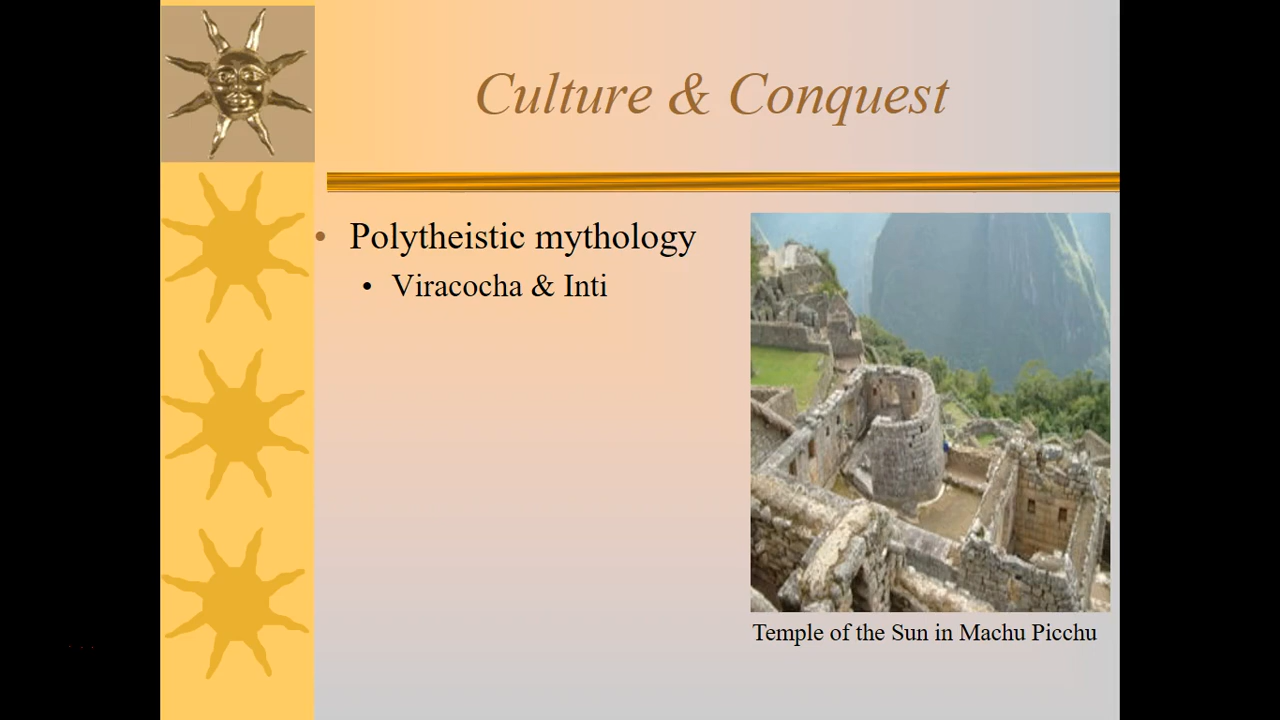 Culture & Conquest
• Polytheistic mythology
• Viracocha & Inti
Temple of the Sun in Machu Picchu